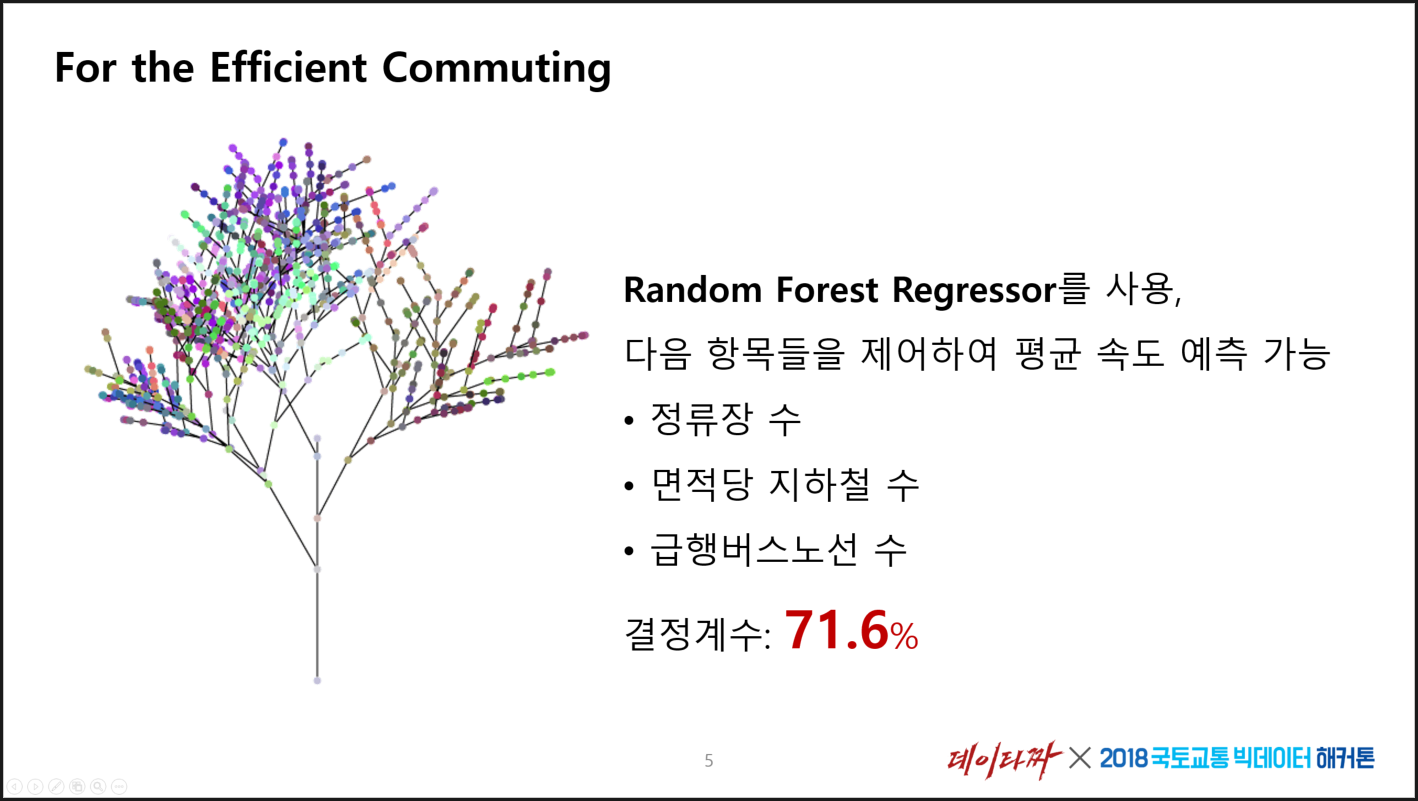 For the Efficient Commuting
Random Forest Regressor를 사용,
다음 항목들을 제어하여 평균 속도 예측 가능
• 정류장 수
• 면적당 지하철 수
• 급행버스노선 수
결정계수: 71.6%
5
데이타짜 × 2018 국토교통 빅데이터 해커톤